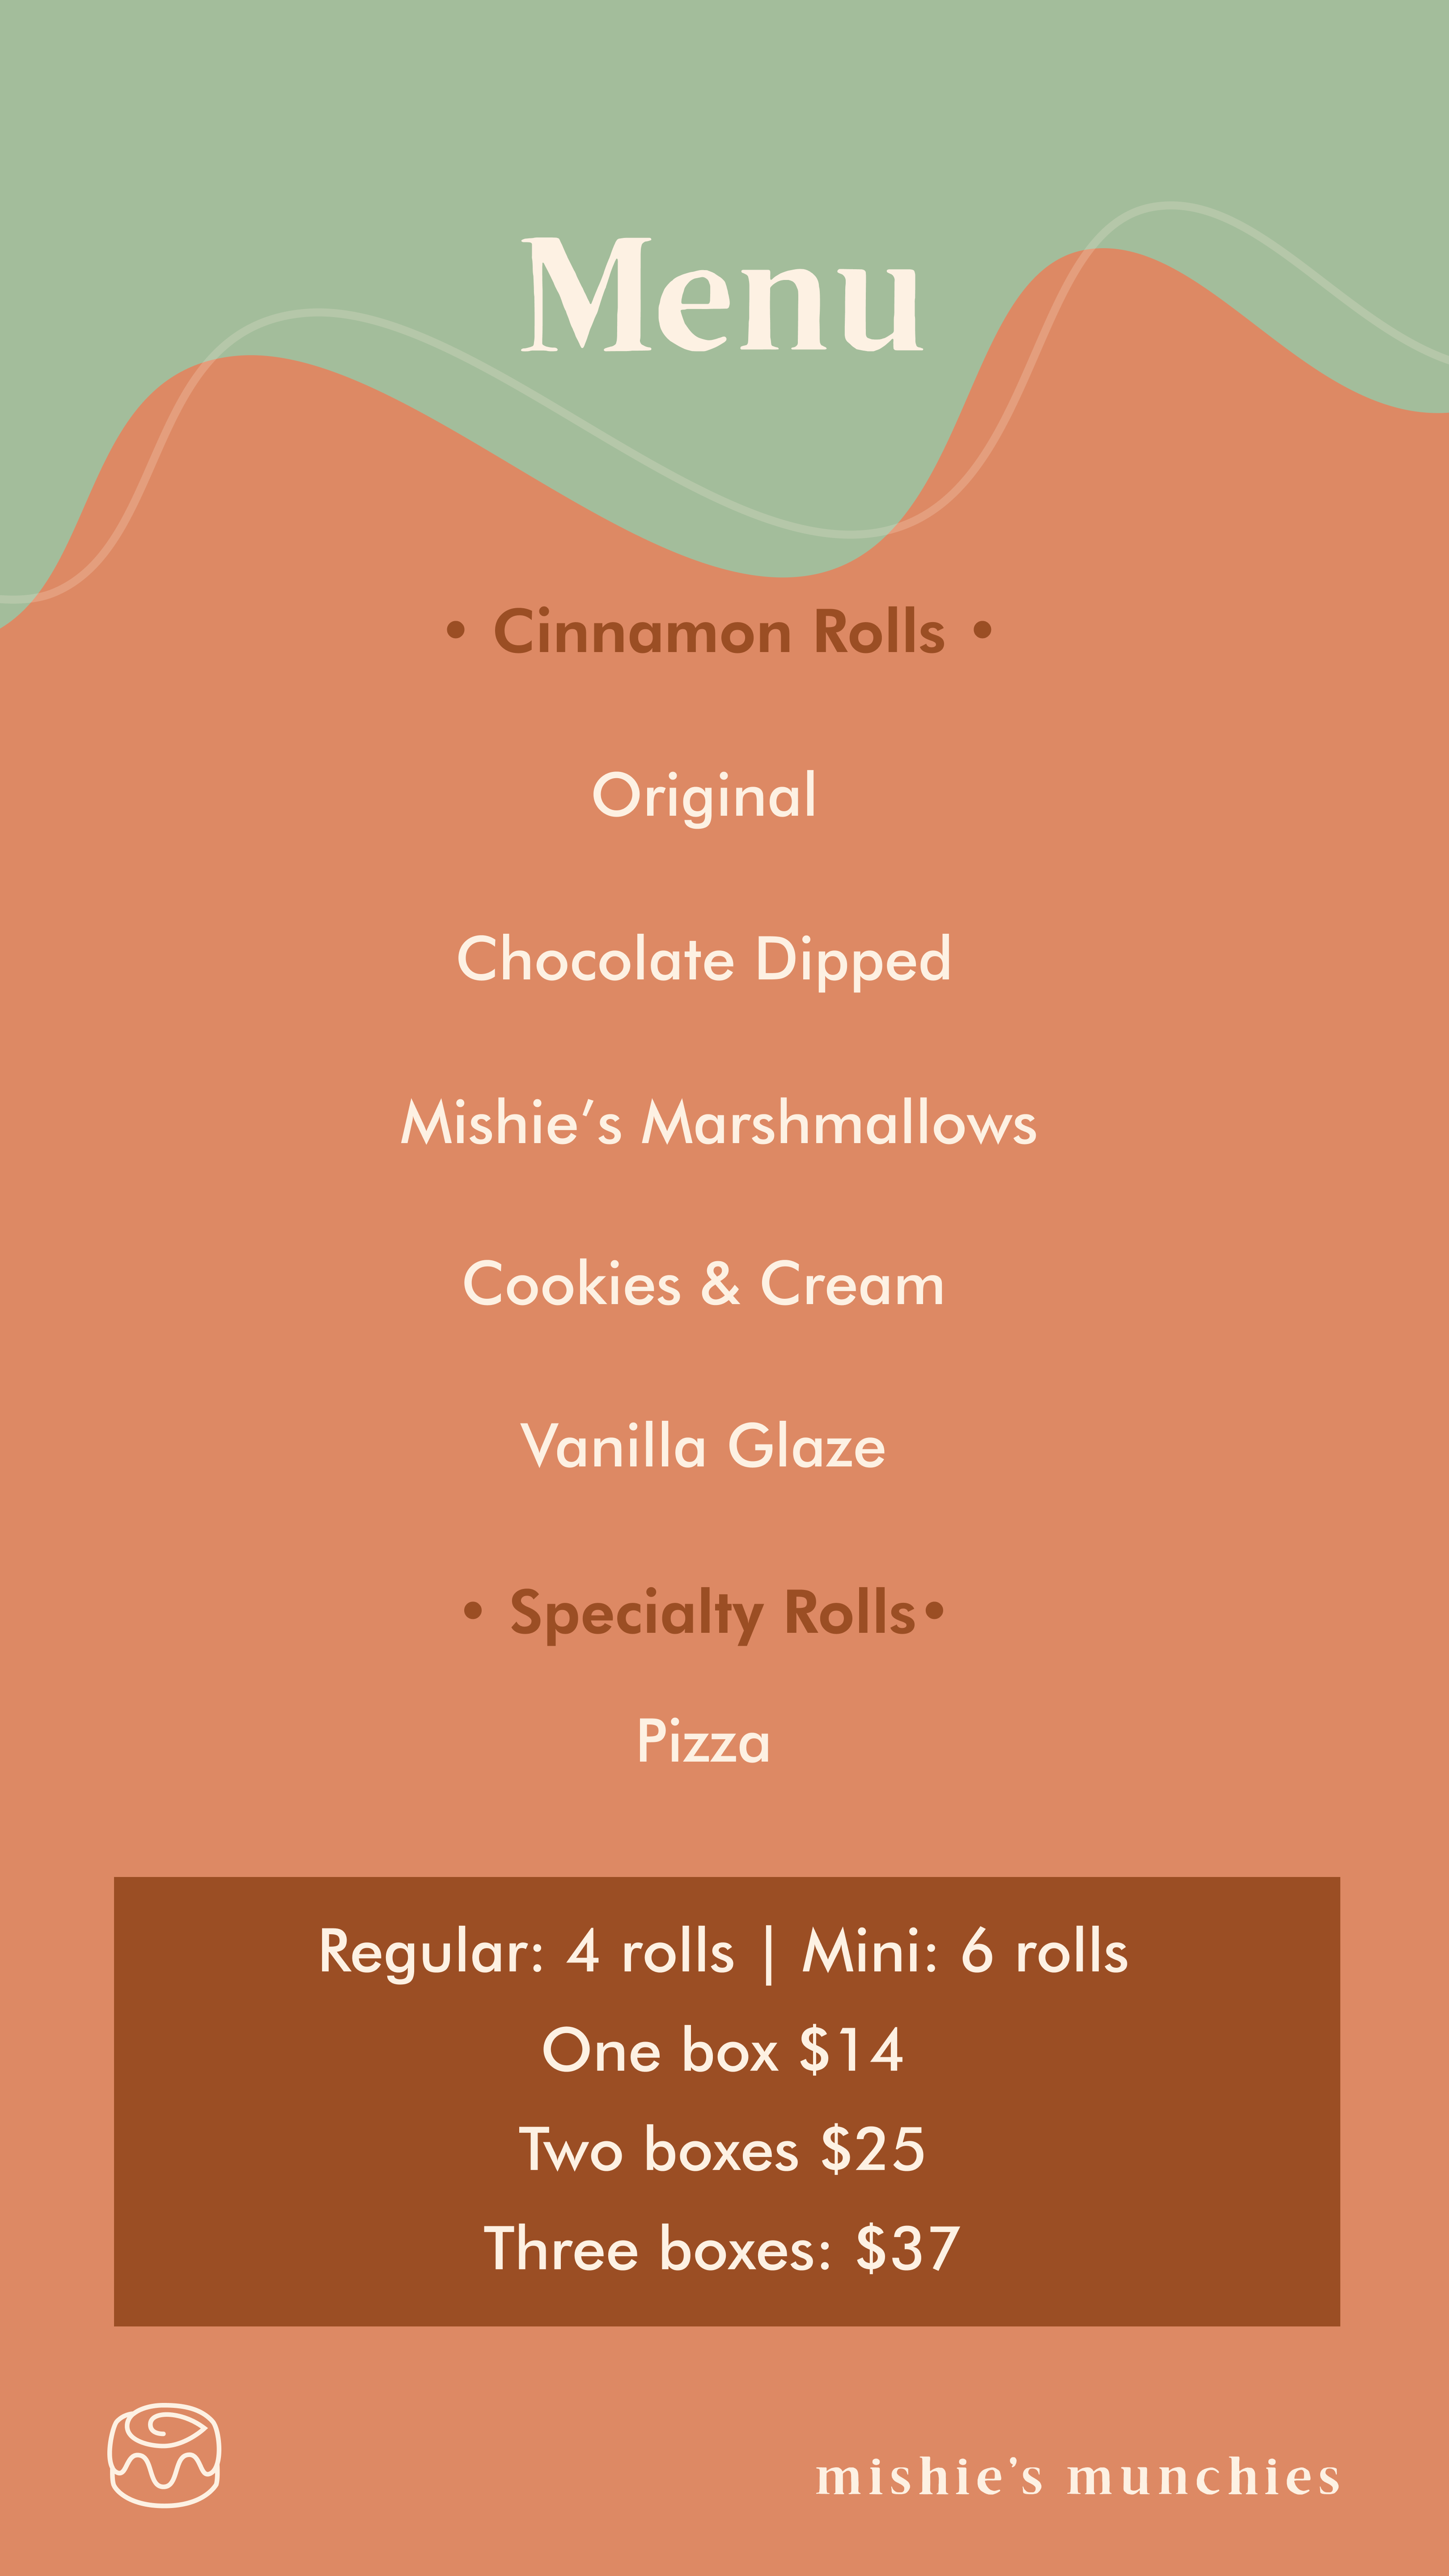 Menu
• Cinnamon Rolls •
Original
Chocolate Dipped
Mishie’s Marshmallows
Cookies & Cream
Vanilla Glaze
• Specialty Rolls•
Pizza
Regular: 4 rolls | Mini: 6 rolls
One box $14
Two boxes $25
Three boxes: $37
mishie’s munchies